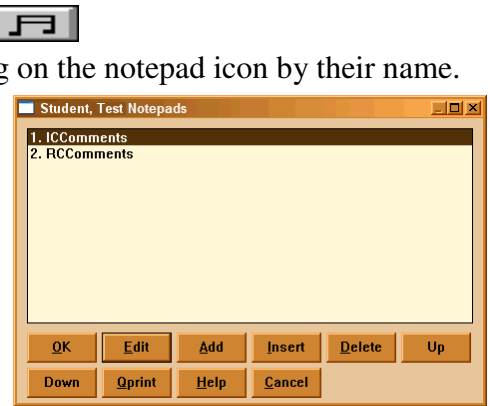 on the notepad icon by their name.
Student, Test Notepads
1. ICComments
2. RCComments
OK Edit Add Insert Delete Up
Down Qprint Help Cancel